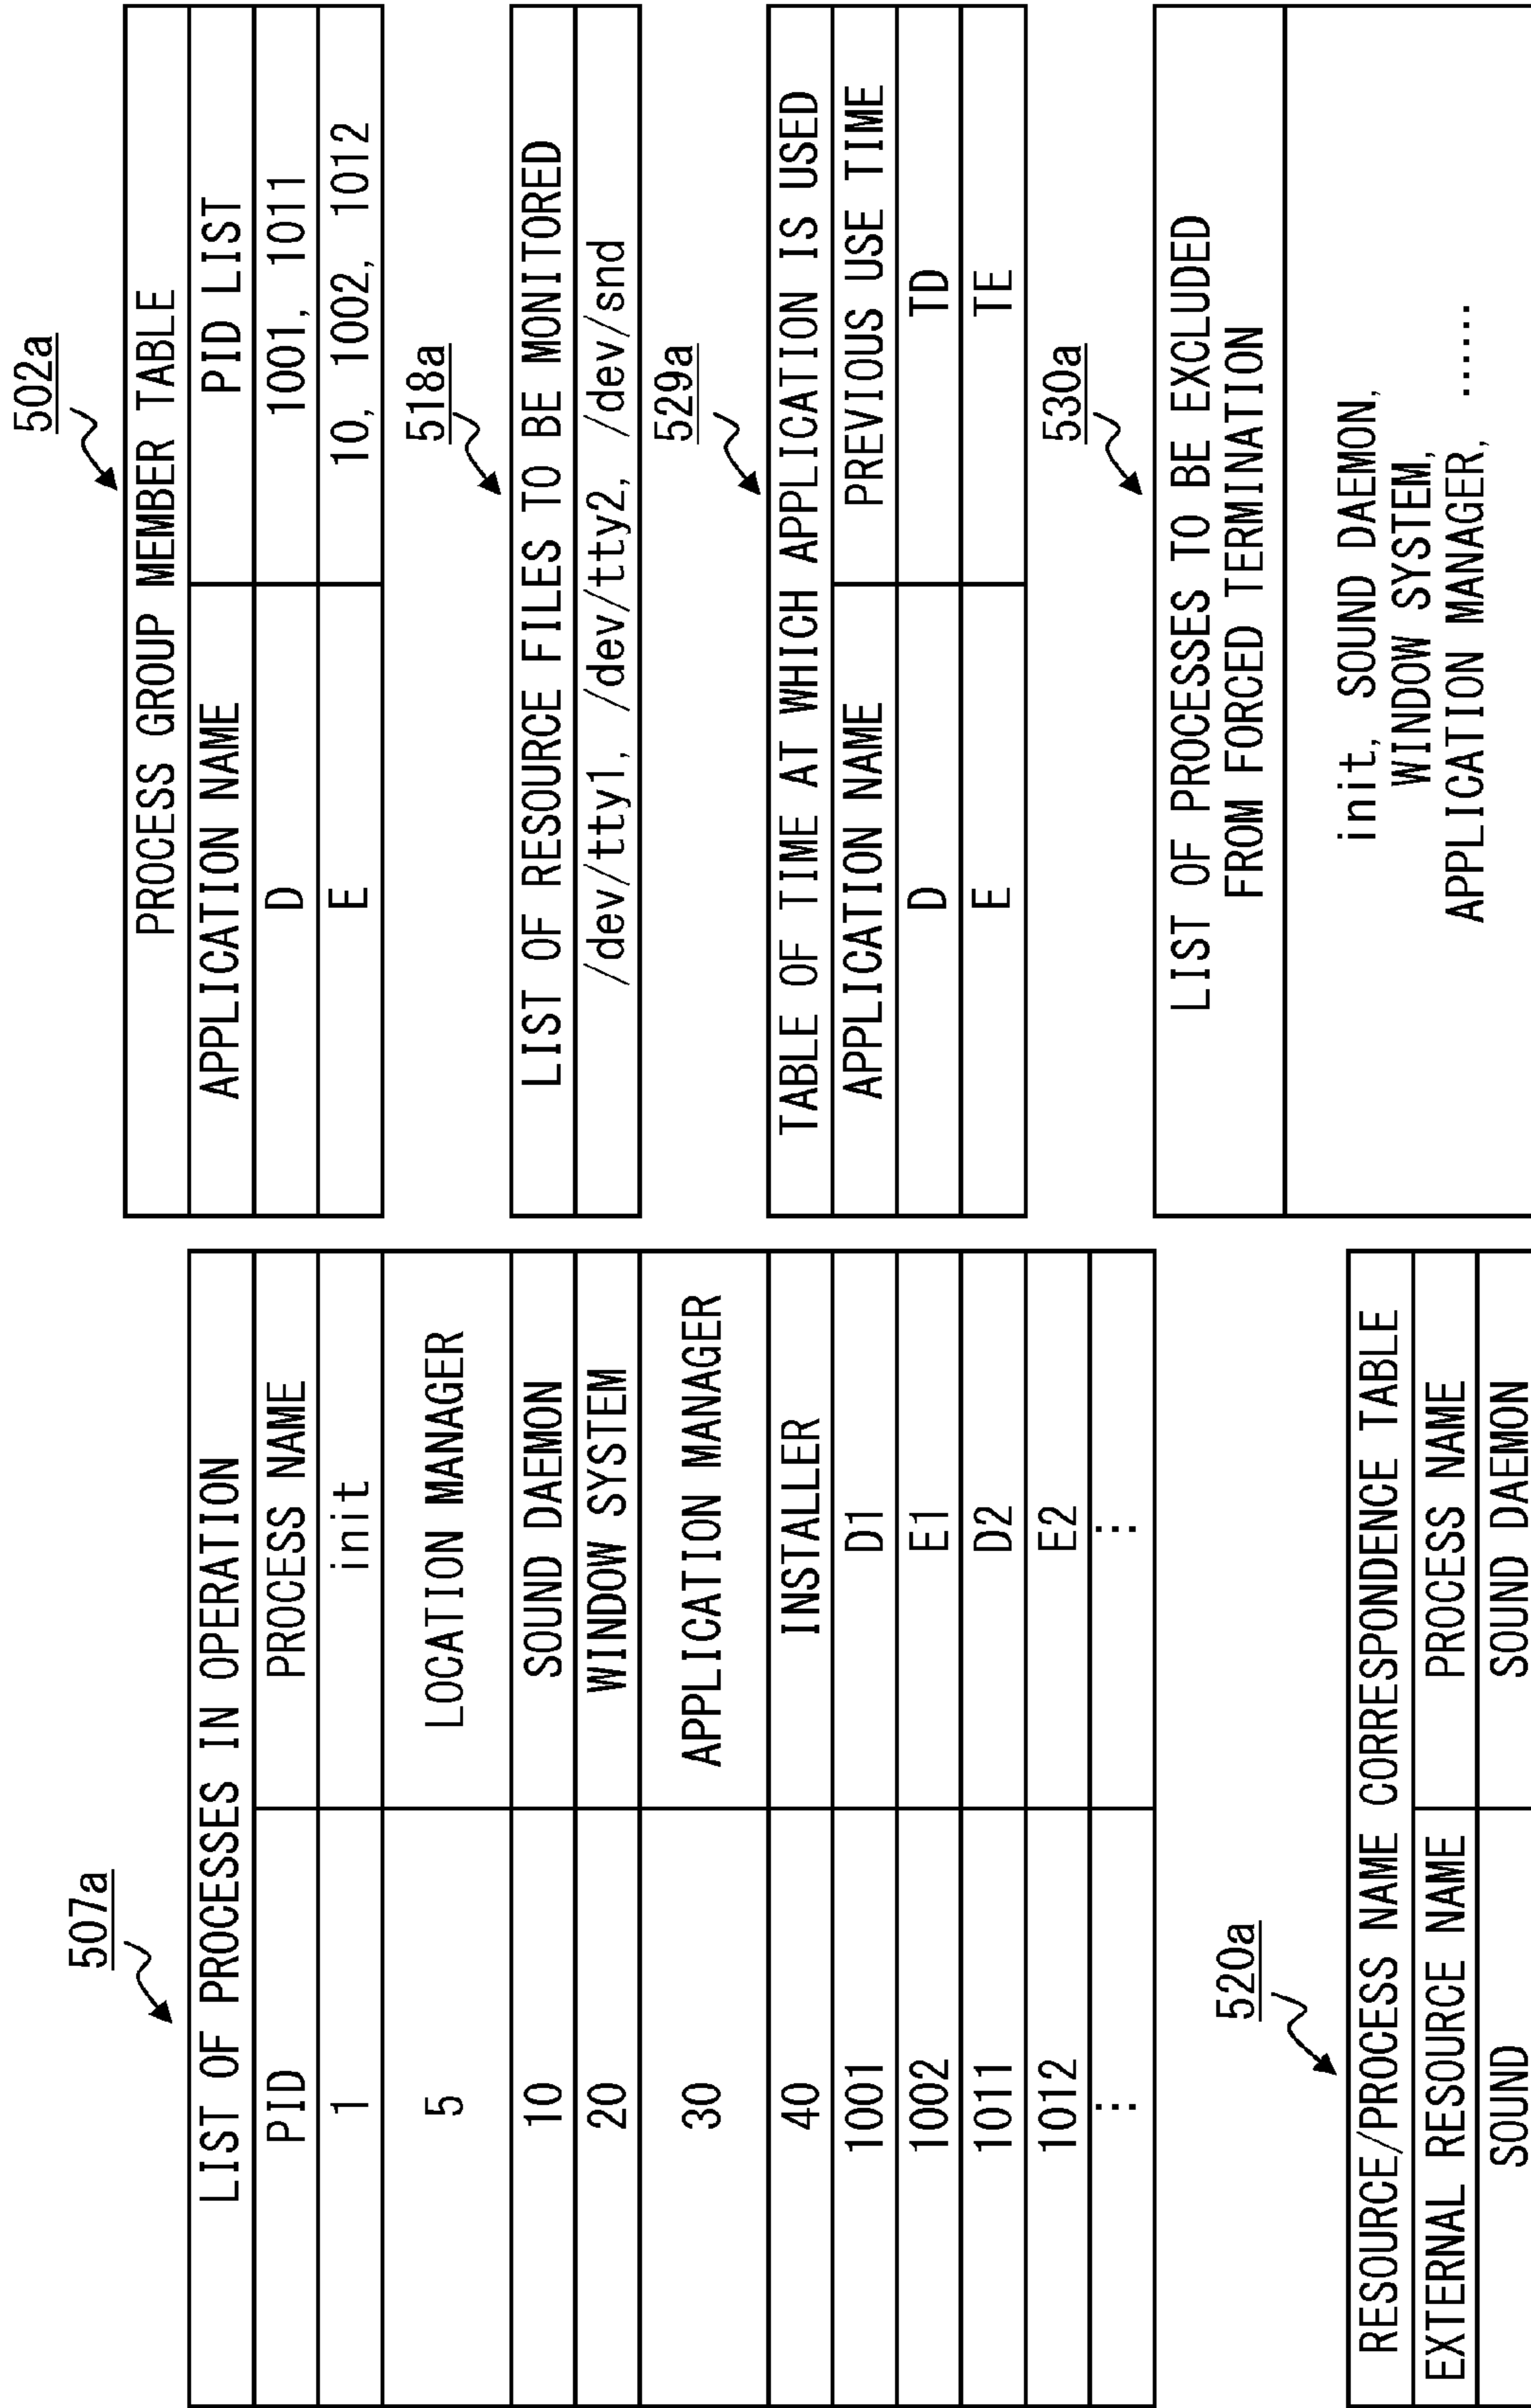 507a
LIST OF PROCESSES IN OPERATION
PID PROCESS NAME
1 init
5 LOCATION MANAGER
10 SOUND DAEMON
20 WINDOW SYSTEM
30 APPLICATION MANAGER
40 INSTALLER
1001 D1
1002 E1
1011 D2
1012 E2
... ...
520a
RESOURCE/PROCESS NAME CORRESPONDENCE TABLE
EXTERNAL RESOURCE NAME PROCESS NAME
SOUND SOUND DAEMON
502a
PROCESS GROUP MEMBER TABLE
APPLICATION NAME PID LIST
D 1001, 1011
E 10, 1002, 1012
518a
LIST OF RESOURCE FILES TO BE MONITORED
/dev/tty1, /dev/tty2, /dev/snd
529a
TABLE OF TIME AT WHICH APPLICATION IS USED
APPLICATION NAME PREVIOUS USE TIME
D TD
E TE
530a
LIST OF PROCESSES TO BE EXCLUDED
FROM FORCED TERMINATION
init, SOUND DAEMON,
WINDOW SYSTEM,
APPLICATION MANAGER, ......